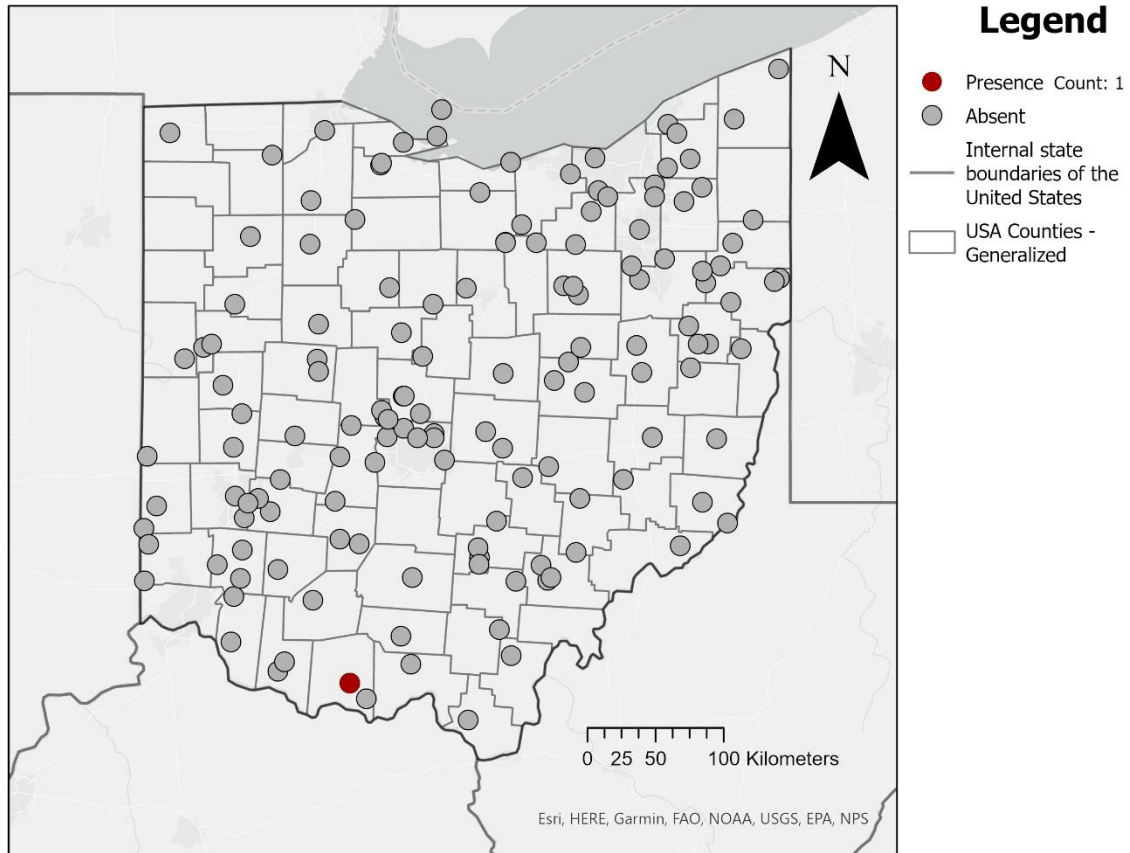 Legend
N
Presence Count: 1
Absent
Internal state
boundaries of the
United States
USA Counties -
Generalized
0 25 50 100 Kilometers
Esri, HERE, Garmin, FAO, NOAA, USGS, EPA, NPS